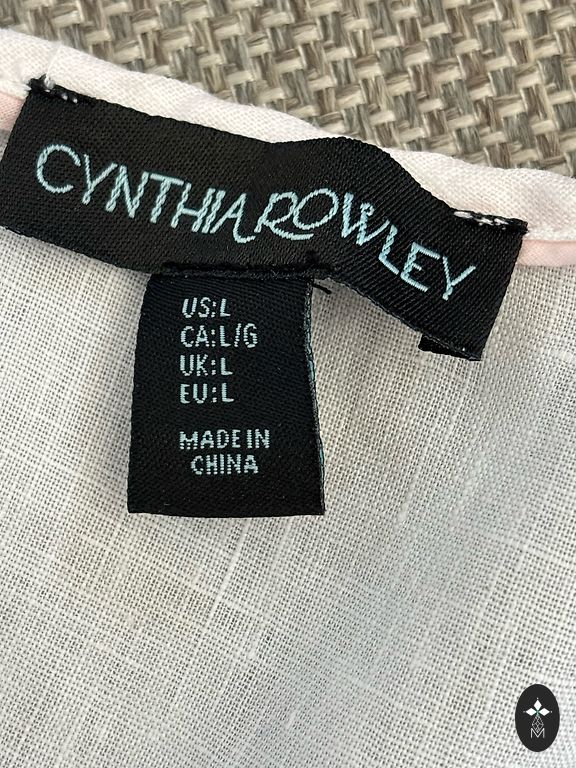 CYNTHIA ROWLEY
US:L
CA:L/G
UK:L
EU:L
MADE IN
CHINA
M